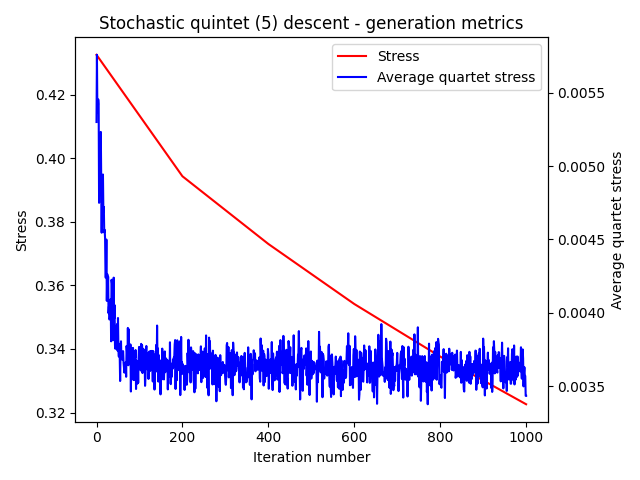 Stochastic quintet (5) descent - generation metrics
Stress
Average quartet stress
0.42
0.40
0.38
0.36
0.34
0.32
Stress
0.0055
0.0050
0.0045
0.0040
0.0035
Average quartet stress
0
200
400
600
800
1000
Iteration number